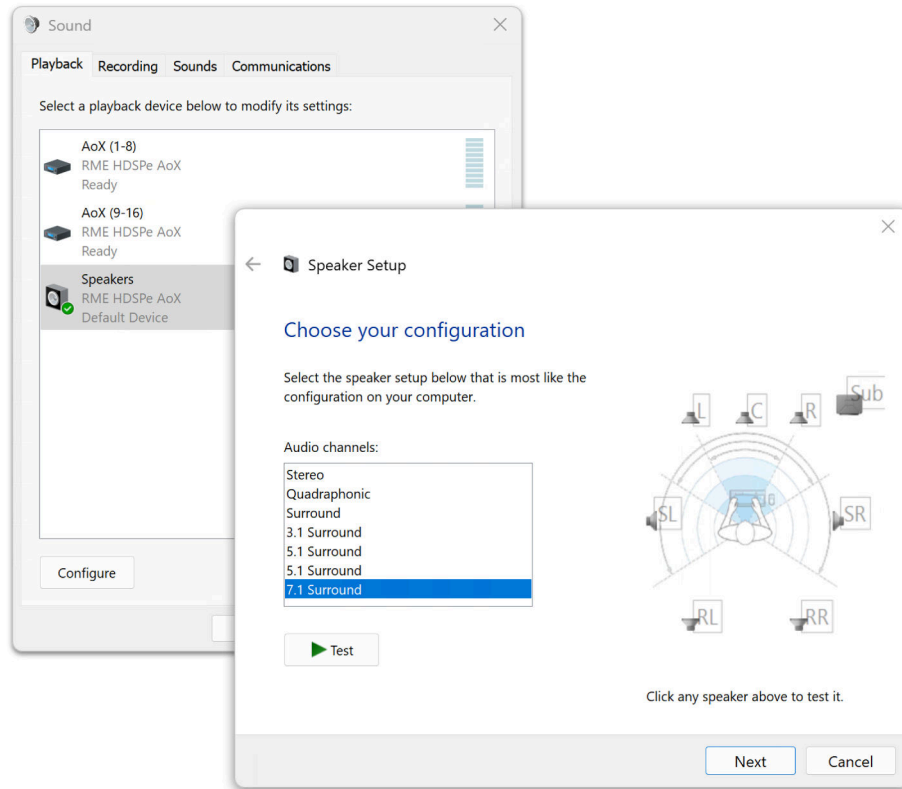 Sound
Playback Recording Sounds Communications
Select a playback device below to modify its settings:
AoX (1-8)
RME HDSPe AoX
Ready
AoX (9-16)
RME HDSPe AoX
Ready
Speakers
RME HDSPe AoX
Default Device
Configure
Speaker Setup
Choose your configuration
Select the speaker setup below that is most like the
configuration on your computer.
Audio channels:
Stereo
Quadraphonic
Surround
3.1 Surround
5.1 Surround
5.1 Surround
7.1 Surround
Test
L C R Sub
SL SR
RL RR
Click any speaker above to test it.
Next Cancel